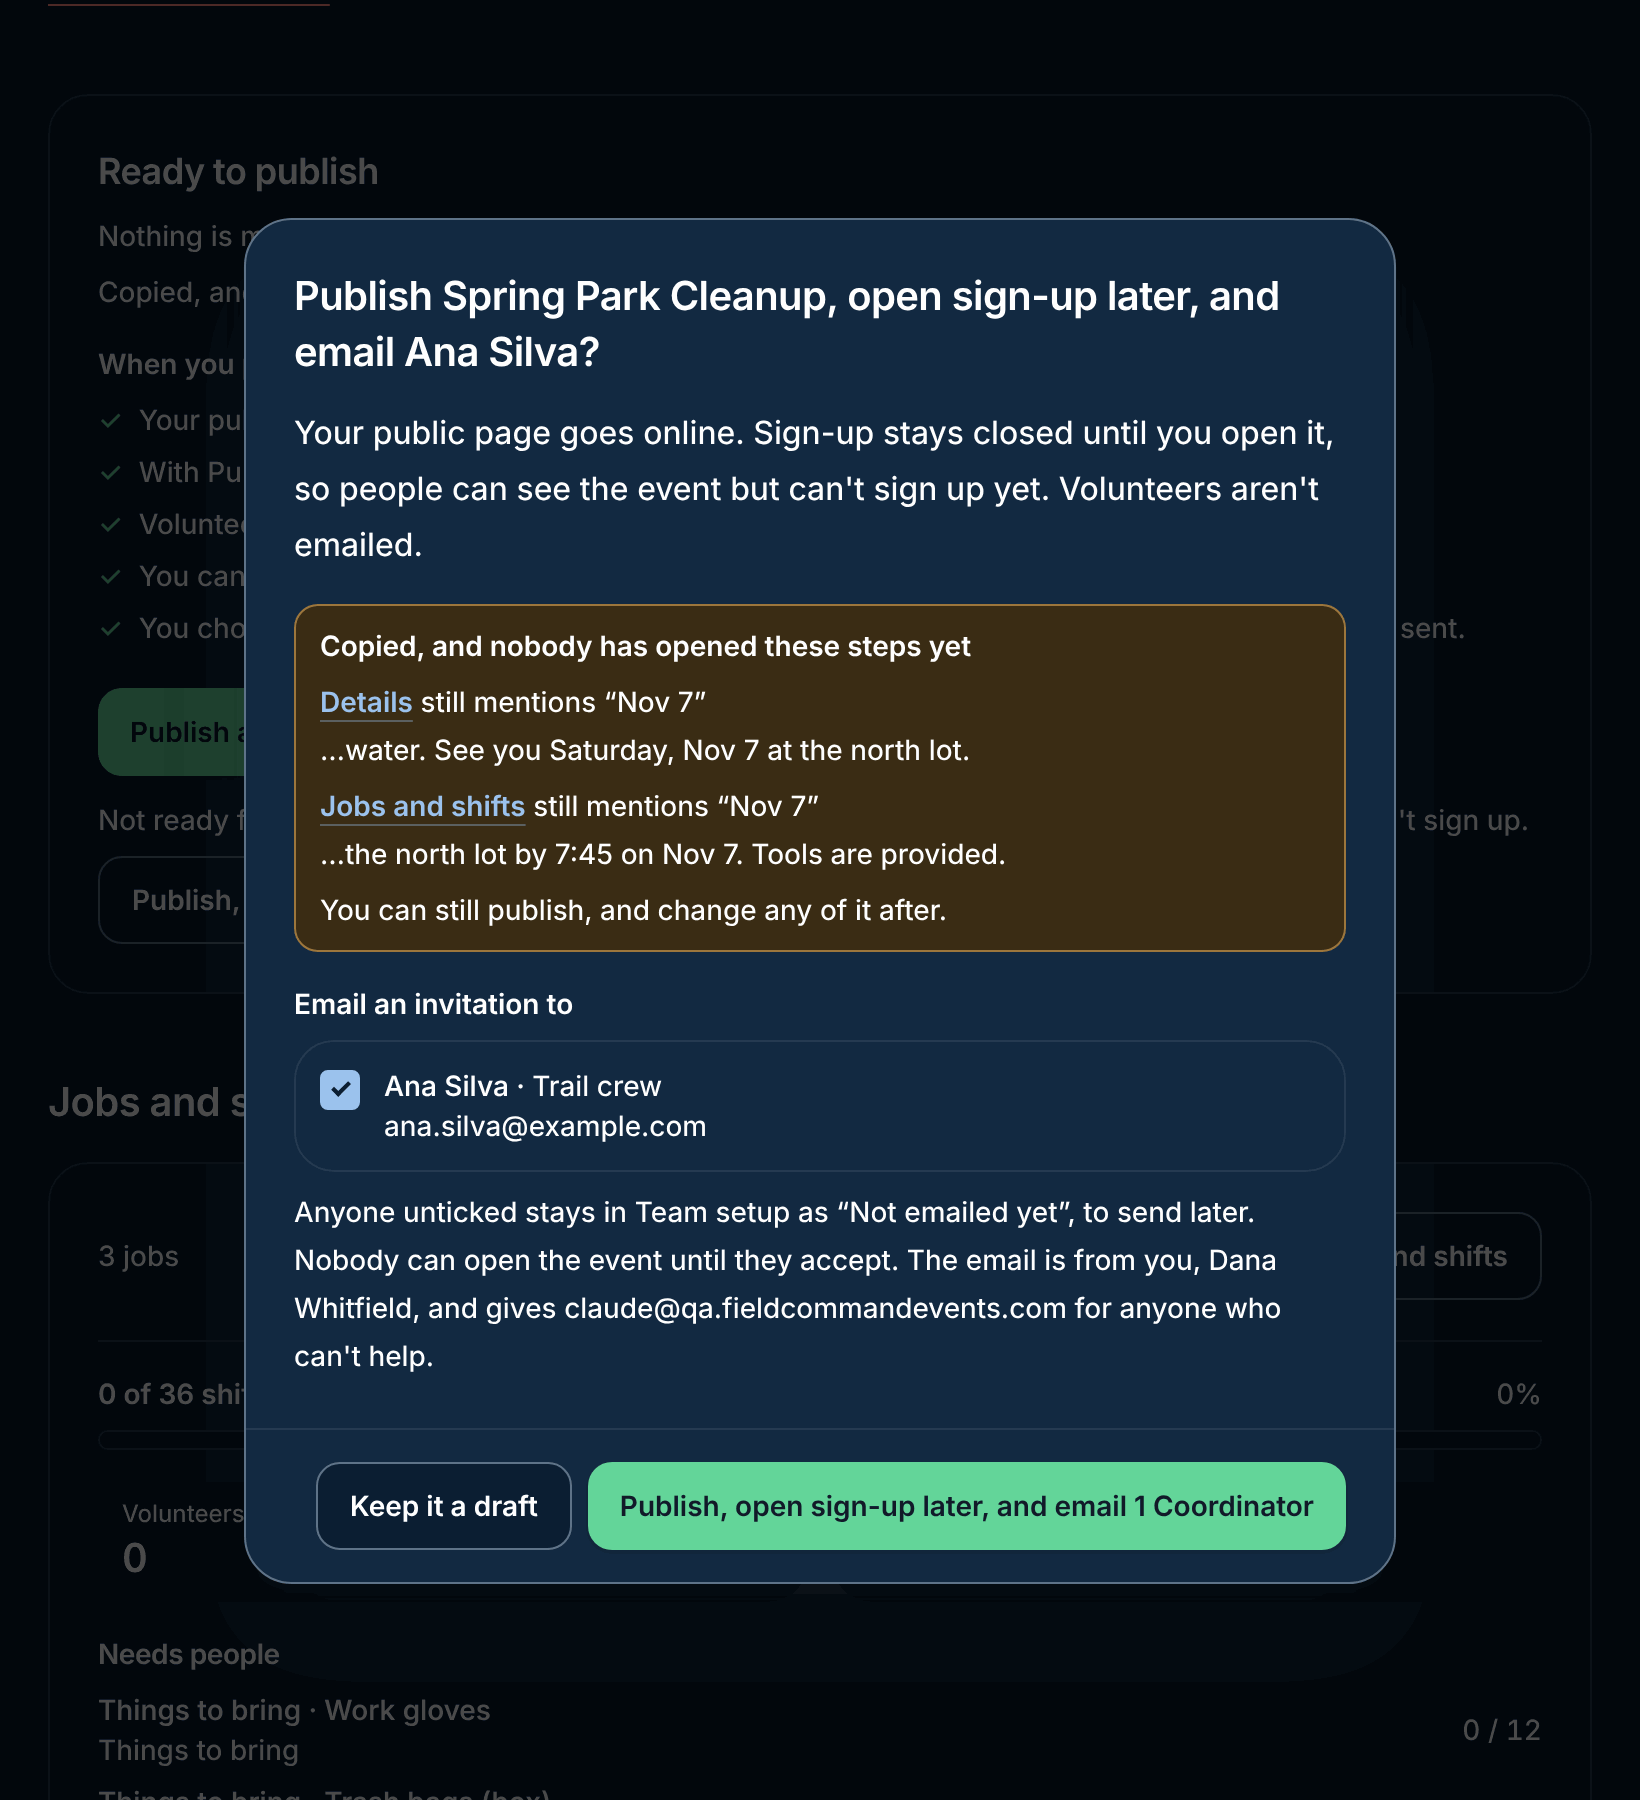 Ready to publish
Nothing is
Copied, and
When you
Your
With
You can
You
sent.
Publish
Not ready
't sign up.
Publish,
Publish Spring Park Cleanup, open sign-up later, and
email Ana Silva?
Your public page goes online. Sign-up stays closed until you open it,
so people can see the event but can't sign up yet. Volunteers aren't
emailed.
Copied, and nobody has opened these steps yet
Details still mentions “Nov 7”
...water. See you Saturday, Nov 7 at the north lot.
Jobs and shifts still mentions “Nov 7”
...the north lot by 7:45 on Nov 7. Tools are provided.
You can still publish, and change any of it after.
Email an invitation to
Ana Silva · Trail crew
ana.silva@example.com
Anyone unticked stays in Team setup as “Not emailed yet”, to send later.
Nobody can open the event until they accept. The email is from you, Dana
Whitfield, and gives claude@qa.fieldcommandevents.com for anyone who
can't help.
Keep it a draft
Publish, open sign-up later, and email 1 Coordinator
Jobs and
3 jobs
nd shifts
0 of 36
0%
Volunteers
0
Needs people
Things to bring · Work gloves
Things to bring
0 / 12
Things to bring · Trash bags (box)